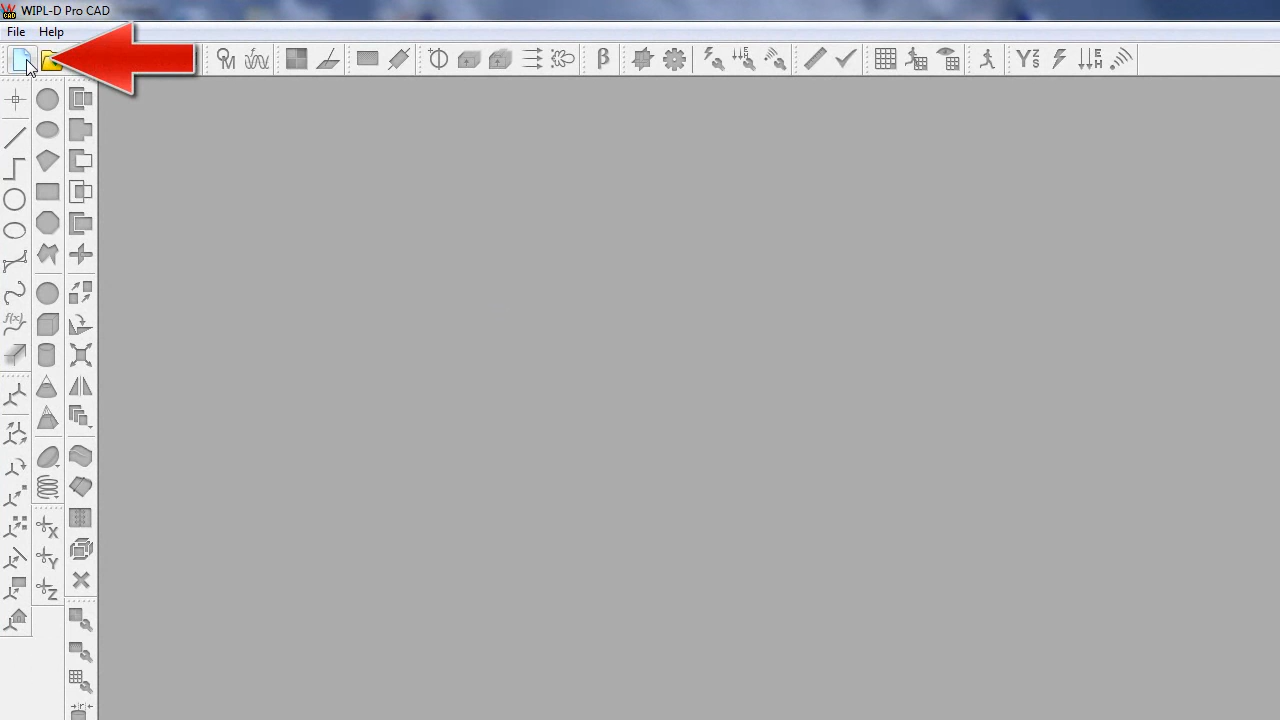 WIPL-D Pro CAD
File Help
β
f(x)
X
Y
Z